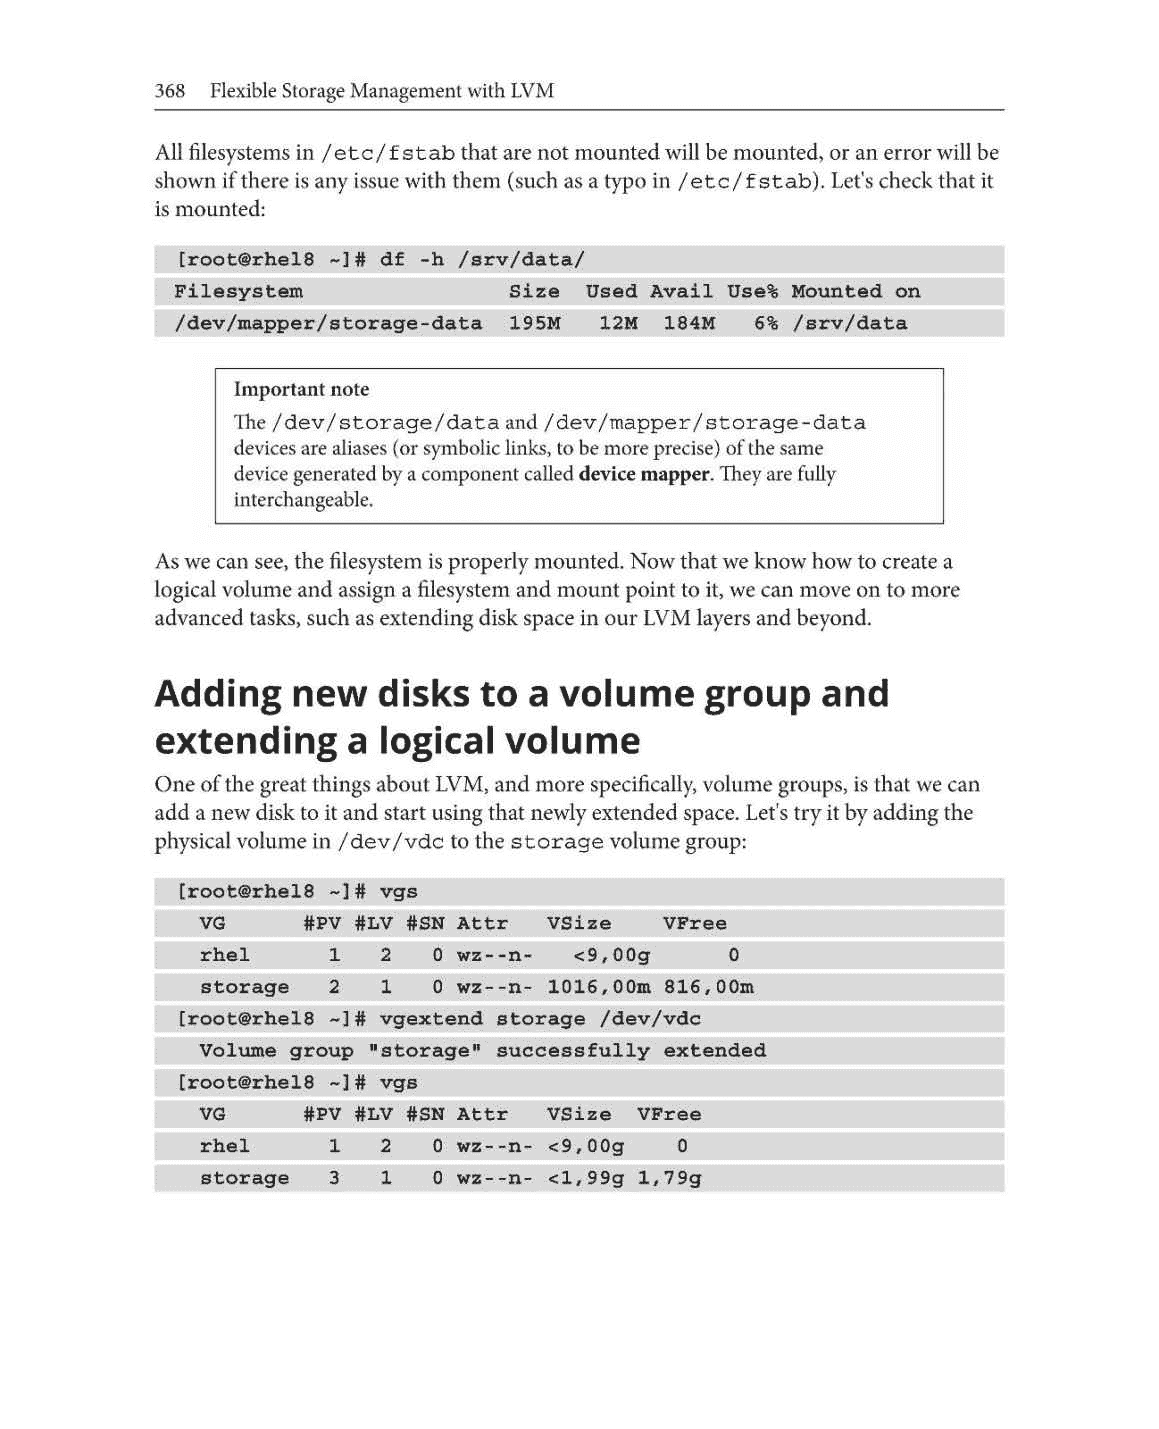 368 Flexible Storage Management with LVM
All filesystems in /etc/fstab that are not mounted will be mounted, or an error will be
shown if there is any issue with them (such as a typo in /etc/fstab). Let's check that it
is mounted:
[root@rhel8 ~]# df -h /srv/data/
Filesystem Size Used Avail Use% Mounted on
/dev/mapper/storage-data 195M 12M 184M 6% /srv/data
Important note
The /dev/storage/data and /dev/mapper/storage-data
devices are aliases (or symbolic links, to be more precise) of the same
device generated by a component called device mapper. They are fully
interchangeable.
As we can see, the filesystem is properly mounted. Now that we know how to create a
logical volume and assign a filesystem and mount point to it, we can move on to more
advanced tasks, such as extending disk space in our LVM layers and beyond.
Adding new disks to a volume group and
extending a logical volume
One of the great things about LVM, and more specifically, volume groups, is that we can
add a new disk to it and start using that newly extended space. Let's try it by adding the
physical volume in /dev/vdc to the storage volume group:
[root@rhel8 ~]# vgs
VG #PV #LV #SN Attr VSize VFree
rhel 1 2 0 wz--n- <9,00g 0
storage 2 1 0 wz--n- 1016,00m 816,00m
[root@rhel8 ~]# vgextend storage /dev/vdc
Volume group "storage" successfully extended
[root@rhel8 ~]# vgs
VG #PV #LV #SN Attr VSize VFree
rhel 1 2 0 wz--n- <9,00g 0
storage 3 1 0 wz--n- <1,99g 1,79g